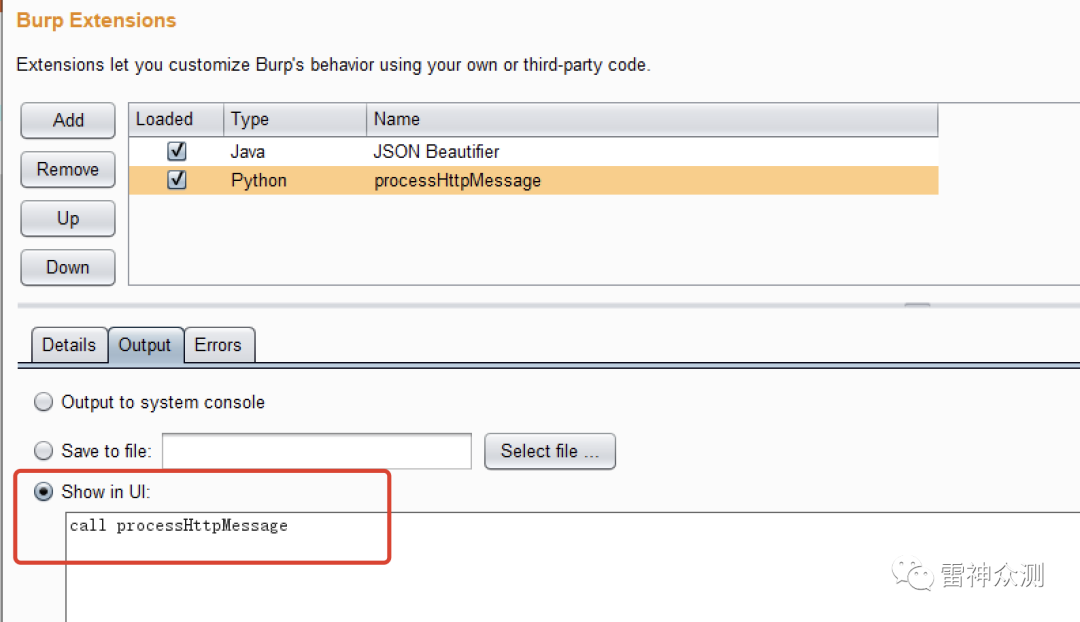 Burp Extensions
Extensions let you customize Burp's behavior using your own or third-party code.
Add
Remove
Up
Down
Loaded Type Name
Java JSON Beautifier
Python processHttpMessage
Details Output Errors
Output to system console
Save to file: Select file ...
Show in UI:
call processHttpMessage
雷神众测